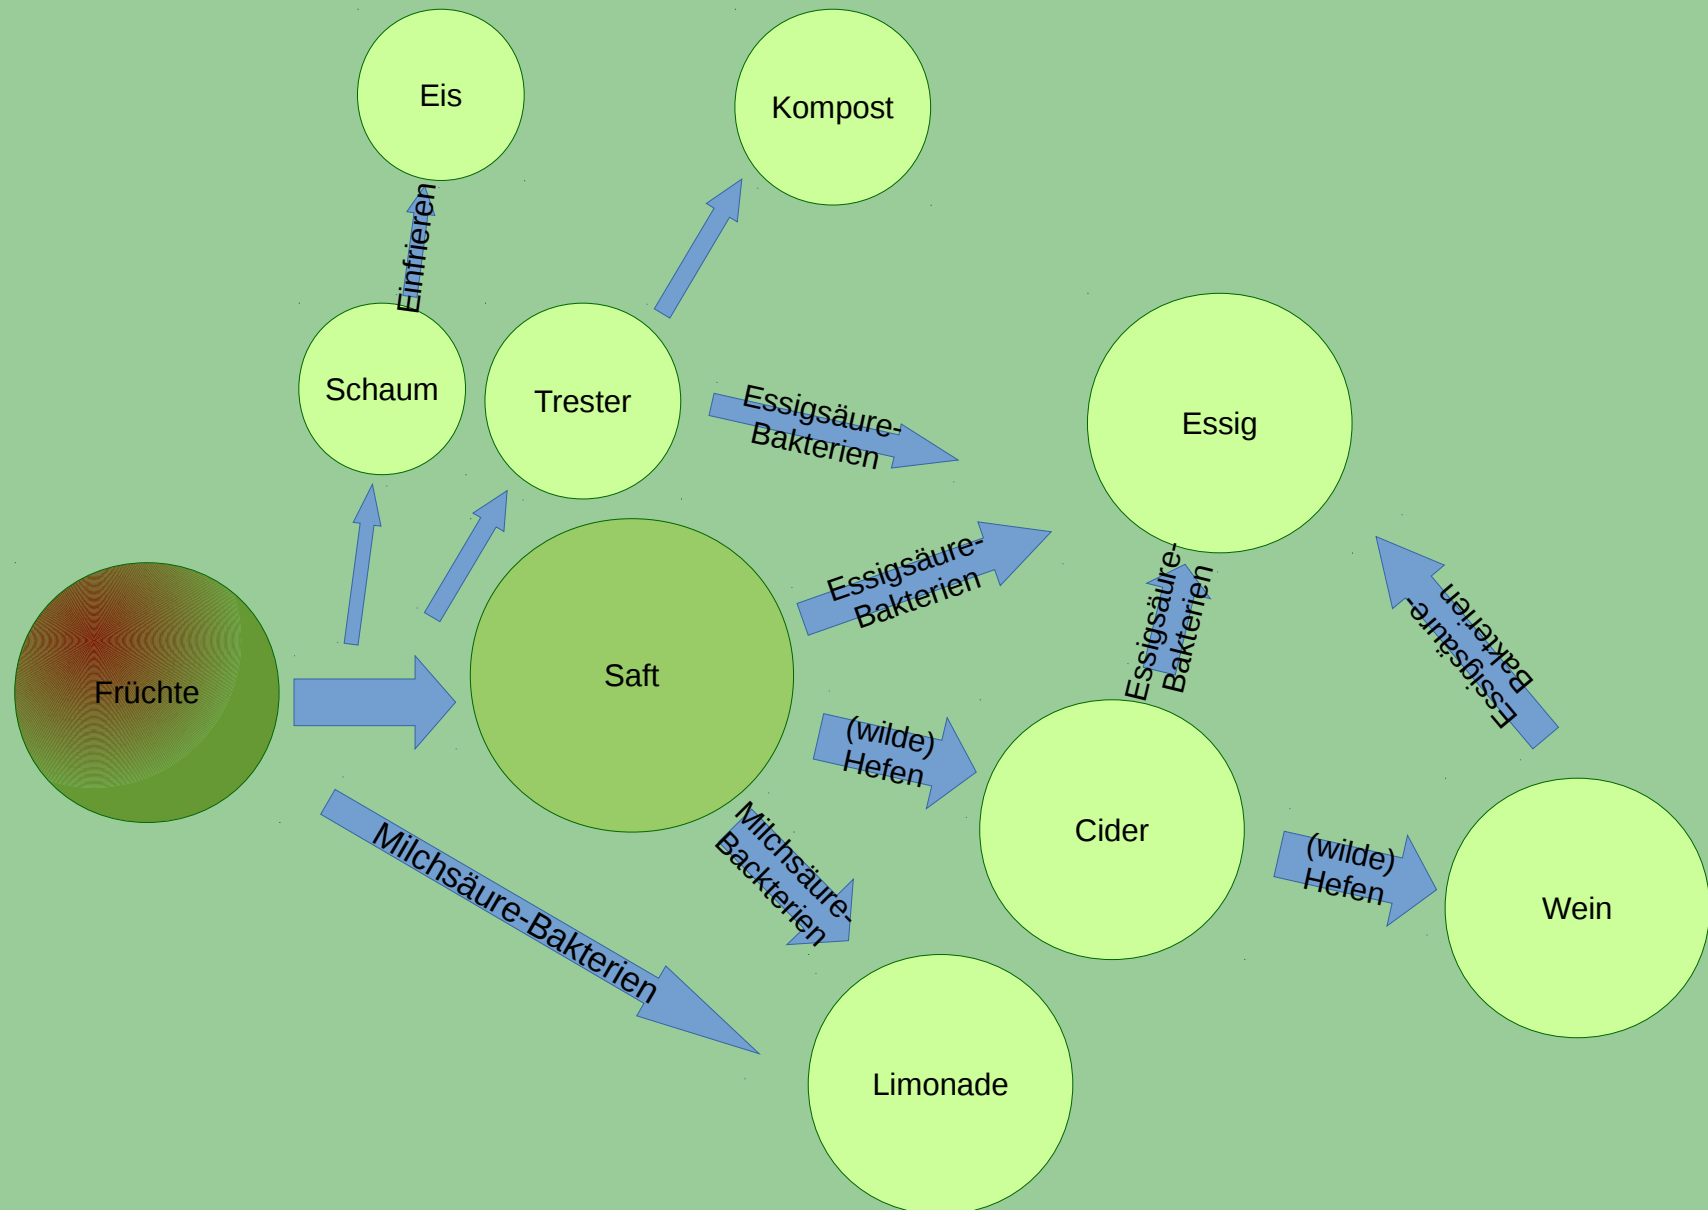 Eis
Kompost
Einfrieren
Schaum
Trester
Essigsäure-
Bakterien
Essig
Essigsäure-
Bakterien
Essigsäure-
Bakterien
Essigsäure-
Bakterien
Früchte
Saft
(wilde)
Hefen
Cider
(wilde)
Hefen
Wein
Milchsäure-
Backterien
Milchsäure-Bakterien
Limonade